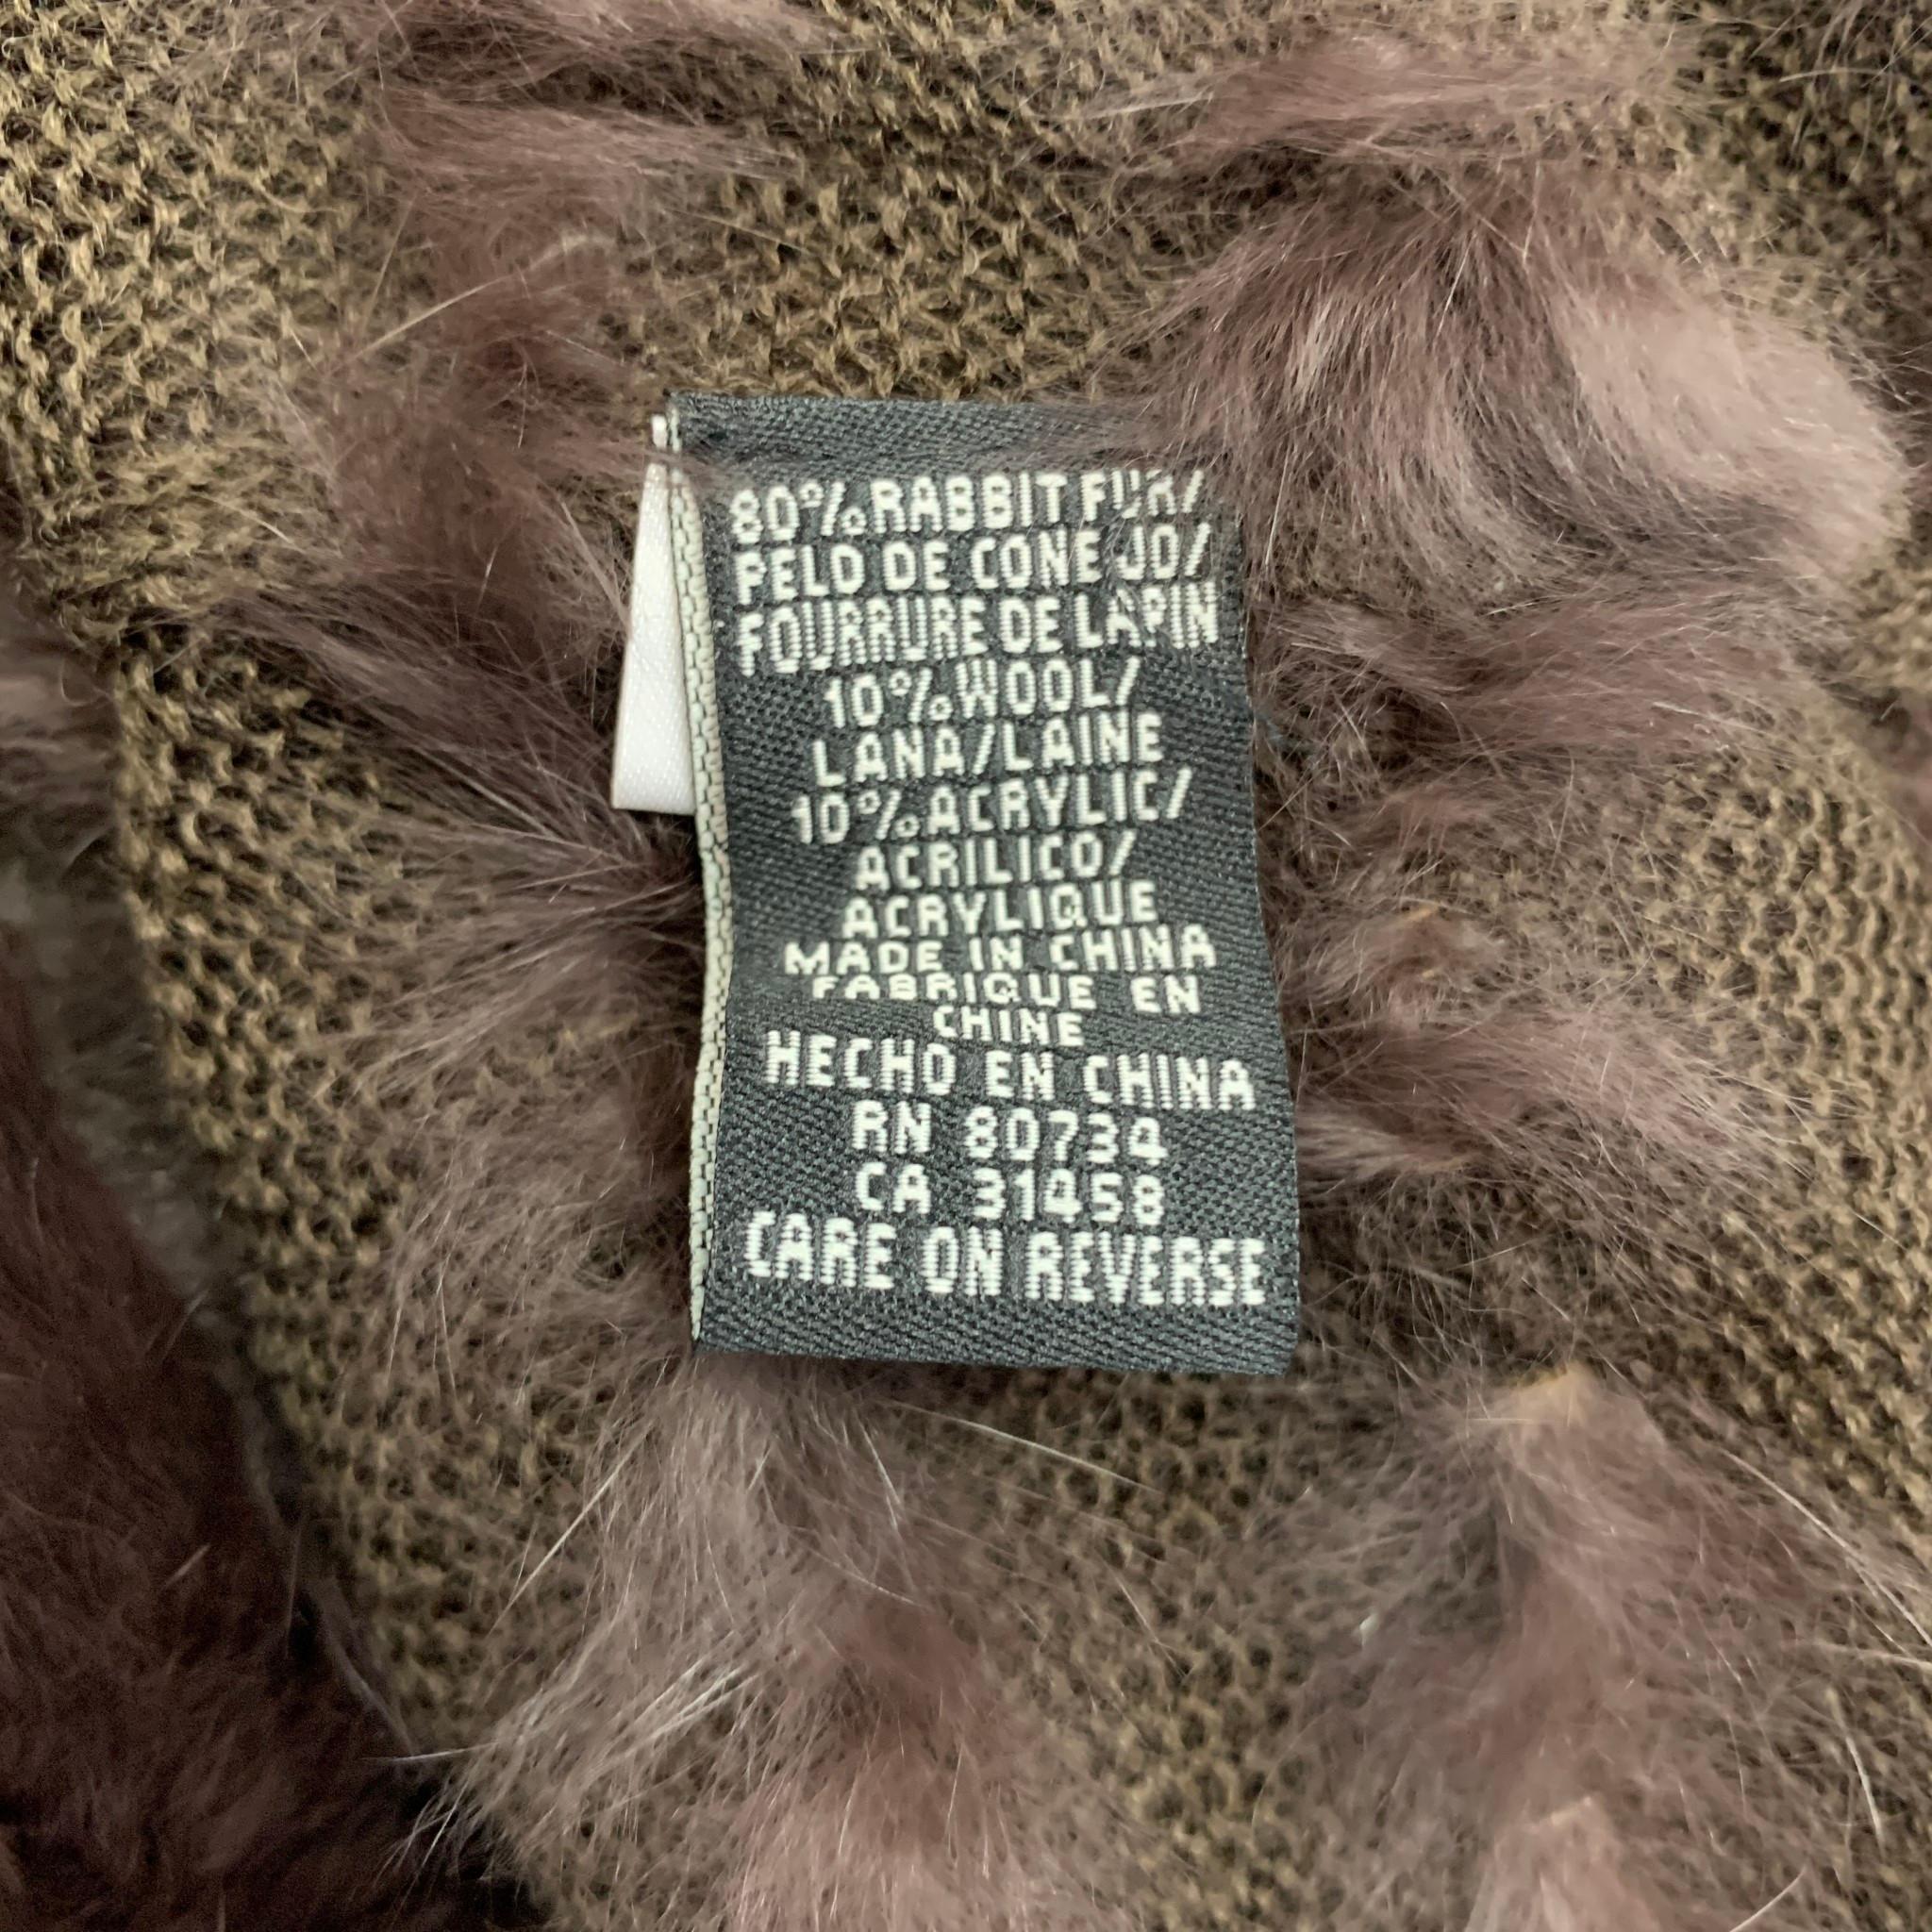 80% RABBIT FUR/
PELO DE CONEJO/
FOURRURE DE LAPIN
10% WOOL/
LANA/LAINE
10% ACRYLIC/
ACRILICO/
ACRYLIQUE
MADE IN CHINA
FABRIQUE EN
CHINE
HECHO EN CHINA
RN 80734
CA 31458
CARE ON REVERSE